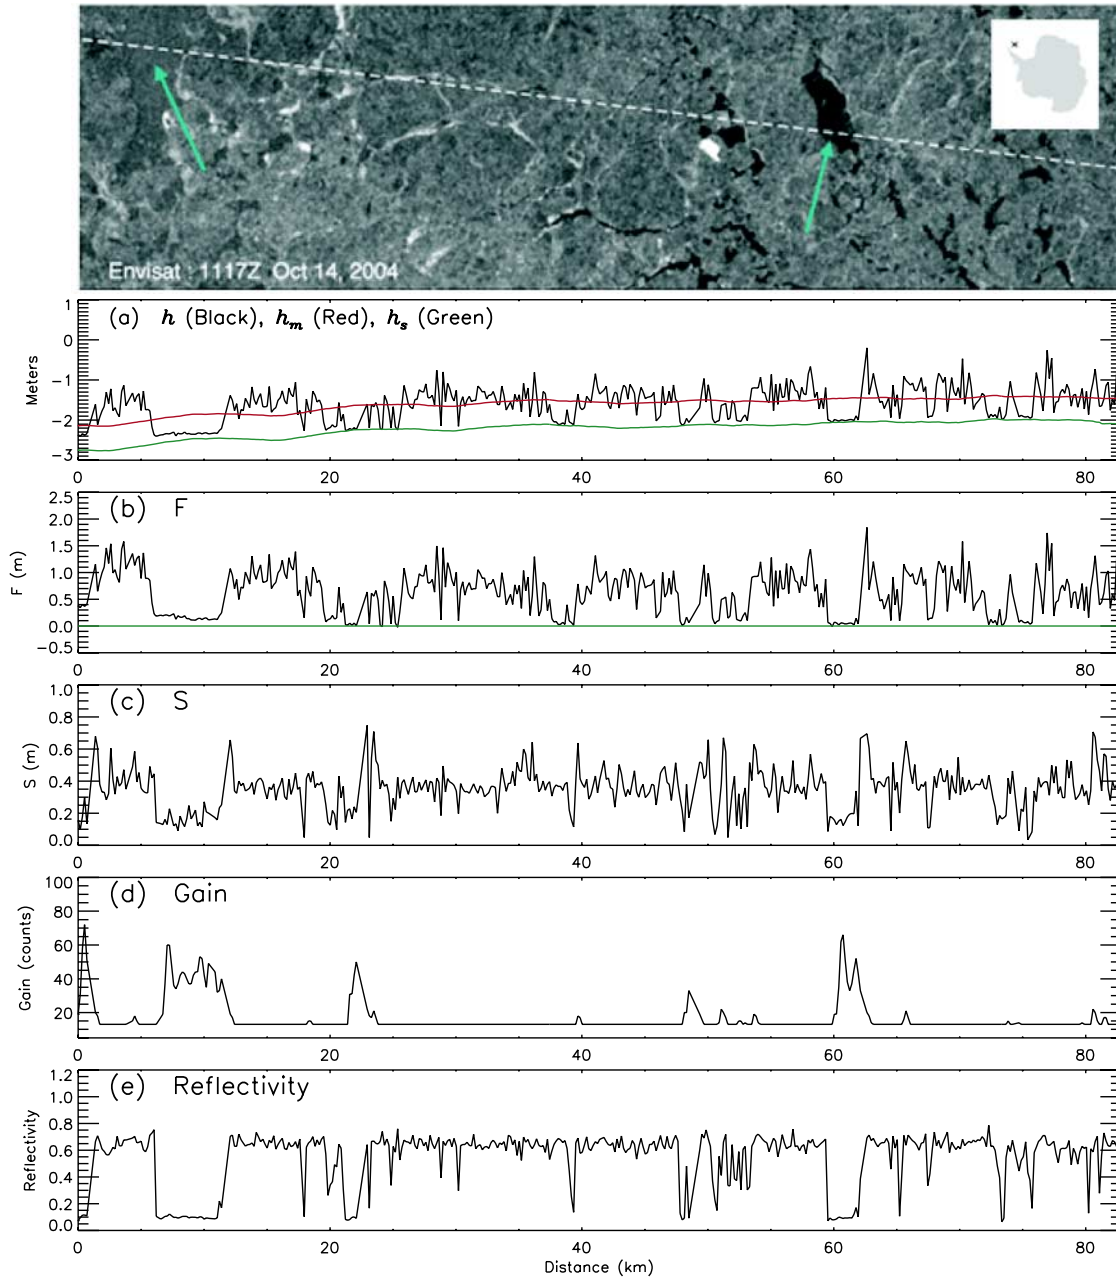 Envisat : 1117Z Oct 14, 2004
(a) h (Black), h_m (Red), h_s (Green)
Meters
1
0
-1
-2
-3
0 20 40 60 80
(b) F
F (m)
2.5
2.0
1.5
1.0
0.5
0.0
-0.5
0 20 40 60 80
(c) S
S (m)
1.0
0.8
0.6
0.4
0.2
0.0
0 20 40 60 80
(d) Gain
Gain (counts)
100
80
60
40
20
0 20 40 60 80
(e) Reflectivity
Reflectivity
1.2
1.0
0.8
0.6
0.4
0.2
0.0
0 20 40 60 80
Distance (km)